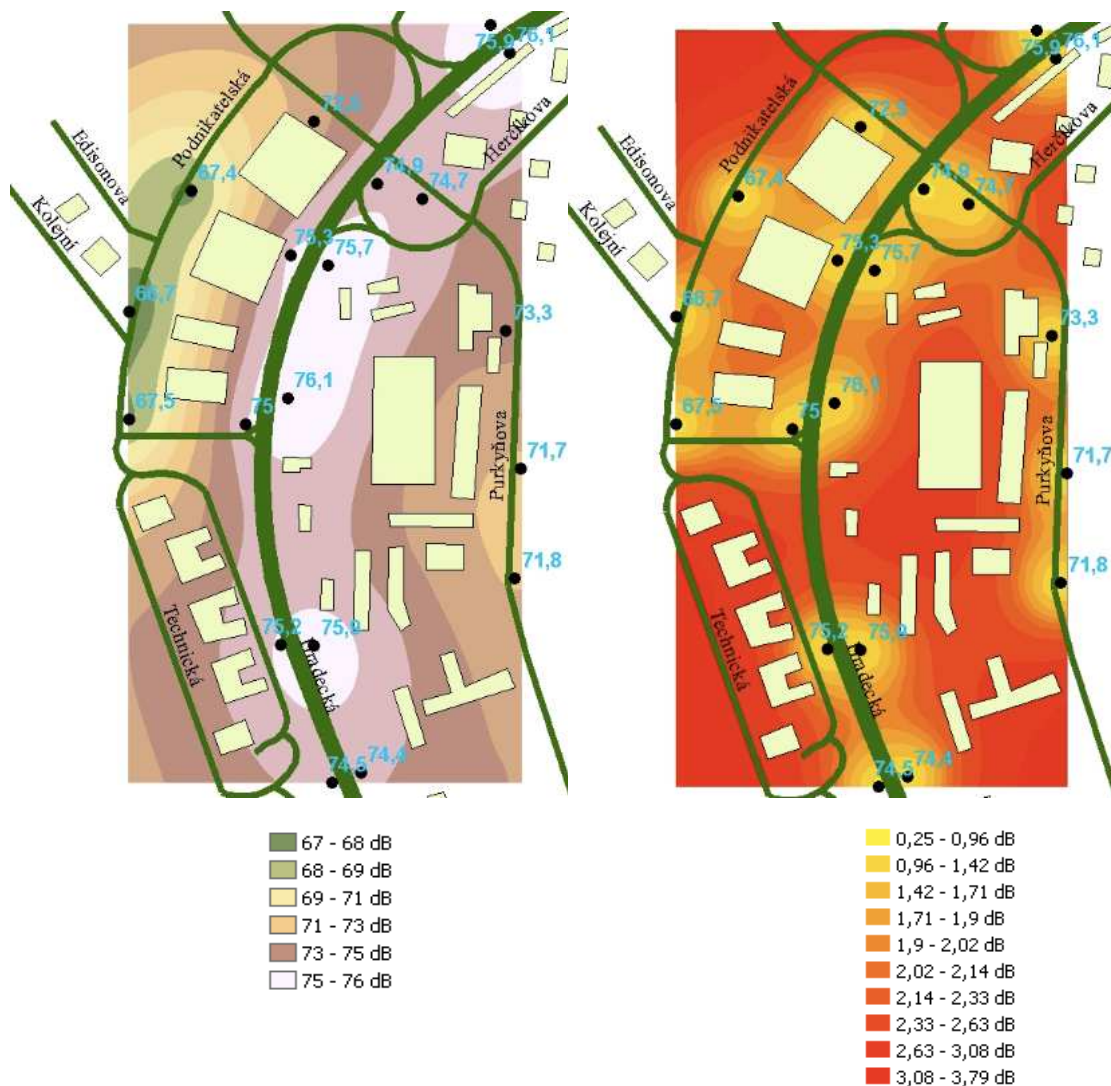 75,9
76,1
Podnikatelská
72,5
Herčíkova
Edisonova
67,4
74,9
74,7
Kolejní
75,3
75,7
66,7
73,3
76,1
67,5
75
71,7
Purkyňova
71,8
Technická
75,2
75,9
Hradecká
74,5
74,4
67 - 68 dB
68 - 69 dB
69 - 71 dB
71 - 73 dB
73 - 75 dB
75 - 76 dB
75,9
76,1
Podnikatelská
72,5
Herčíkova
Edisonova
67,4
74,9
74,7
Kolejní
75,3
75,7
66,7
73,3
76,1
67,5
75
71,7
Purkyňova
71,8
Technická
75,2
75,9
Hradecká
74,5
74,4
0,25 - 0,96 dB
0,96 - 1,42 dB
1,42 - 1,71 dB
1,71 - 1,9 dB
1,9 - 2,02 dB
2,02 - 2,14 dB
2,14 - 2,33 dB
2,33 - 2,63 dB
2,63 - 3,08 dB
3,08 - 3,79 dB